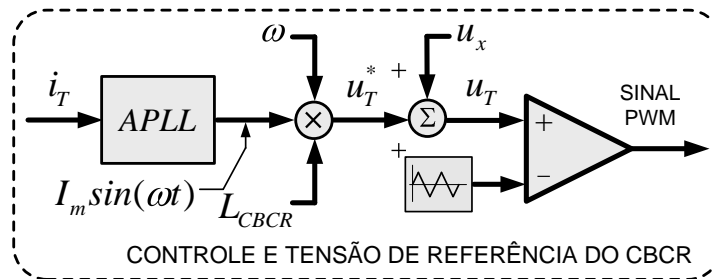 ω
u_x
i_T
APLL
×
u_T^*
+
Σ
u_T
+
SINAL
PWM
+
−
I_m sin(ωt)
L_CBCR
CONTROLE E TENSÃO DE REFERÊNCIA DO CBCR